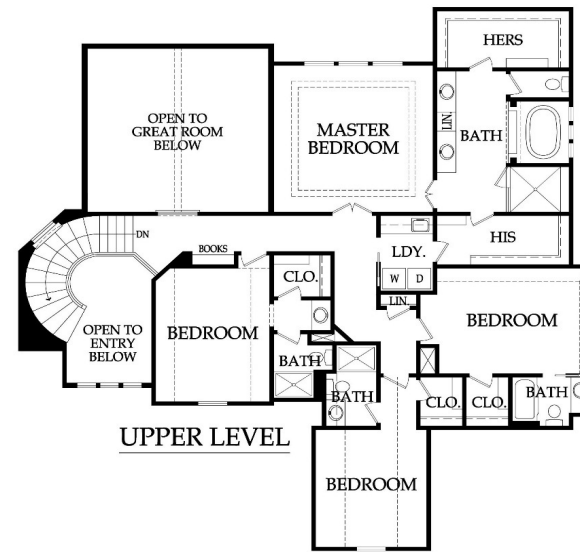 HERS
OPEN TO
GREAT ROOM
BELOW
MASTER
BEDROOM
LIN.
BATH
DN
BOOKS
LDY.
HIS
CLO.
W D
LIN.
OPEN TO
ENTRY
BELOW
BEDROOM
BEDROOM
BATH
BATH
CLO.
CLO.
BATH
UPPER LEVEL
BEDROOM